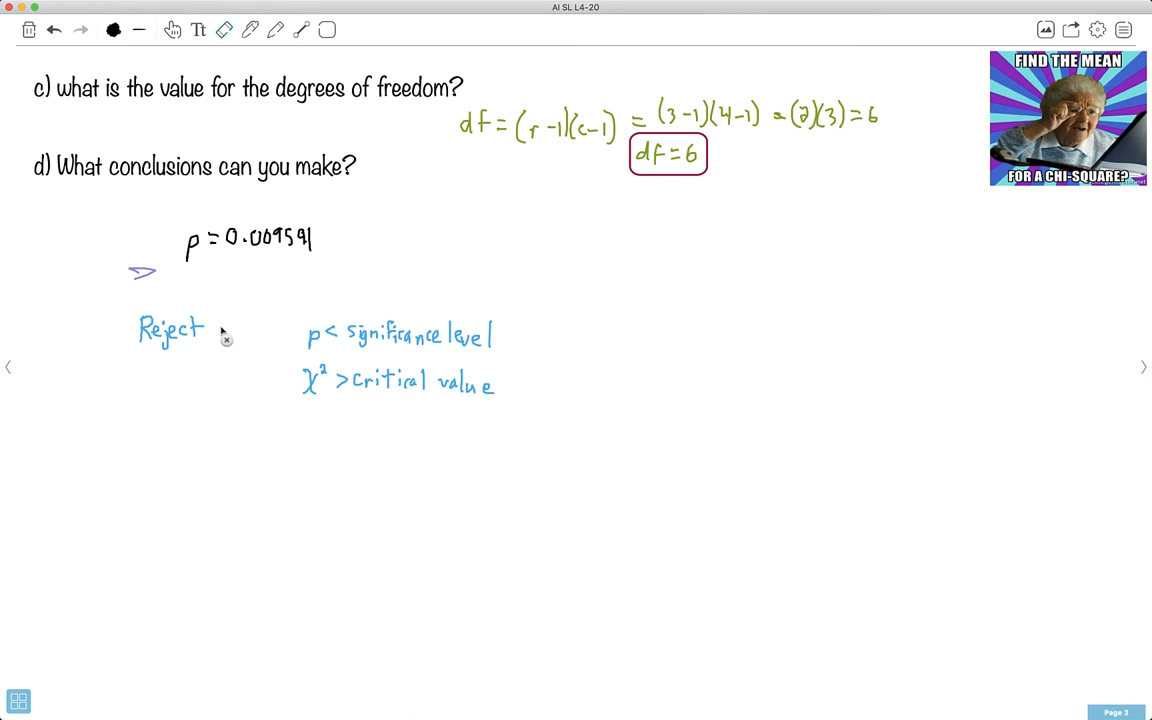 AI SL L4-20
Tt
c) what is the value for the degrees of freedom?
df = (r-1)(c-1) = (3-1)(4-1) = (2)(3) = 6
df = 6
d) What conclusions can you make?
FIND THE MEAN
FOR A CHI-SQUARE?
p = 0.009591
Reject
p < significance level
χ² > critical value
Page 3